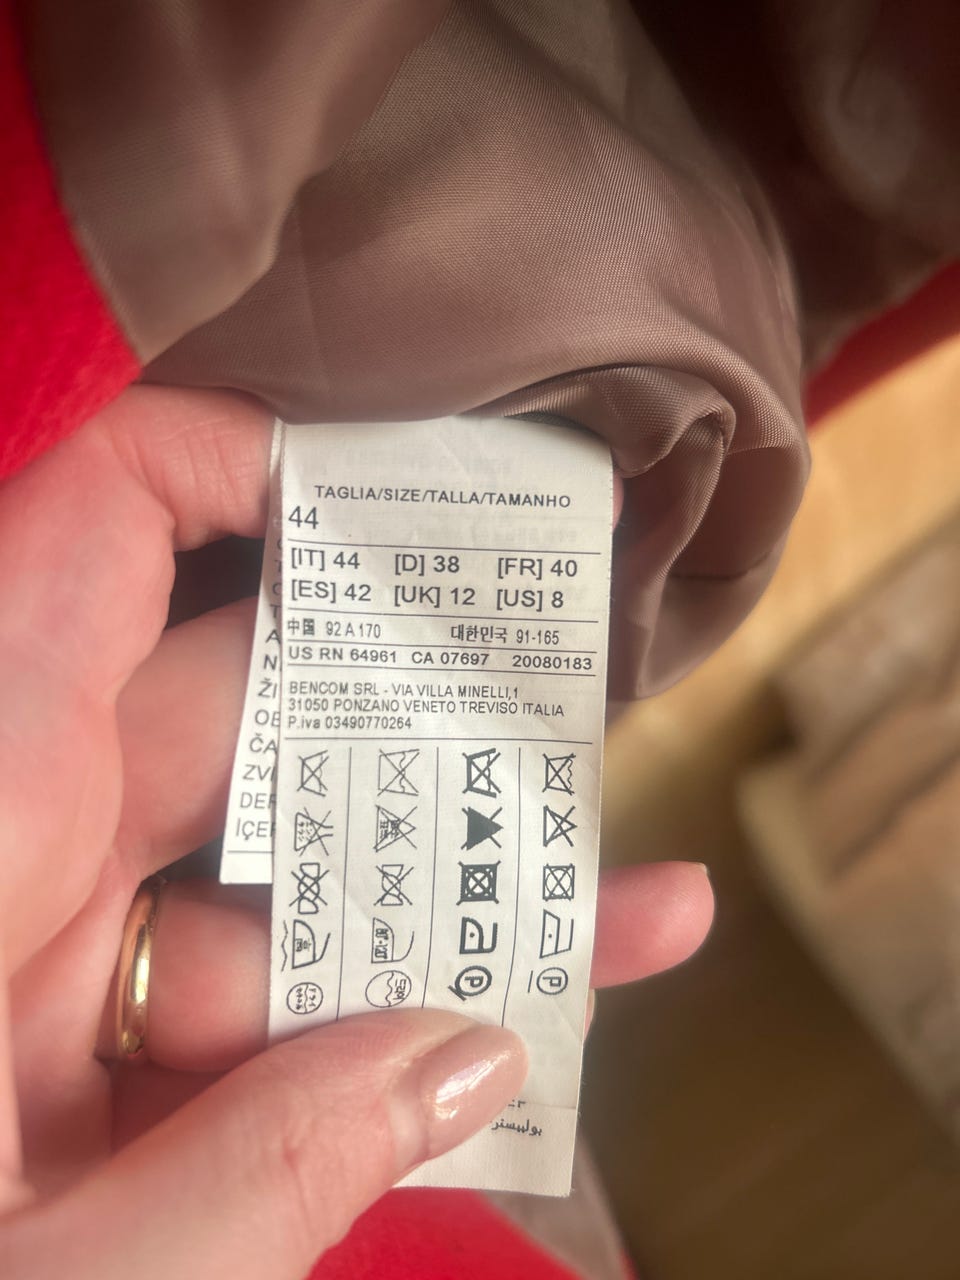 TAGLIA/SIZE/TALLA/TAMANHO
44
[IT] 44 [D] 38 [FR] 40
[ES] 42 [UK] 12 [US] 8
中国 92 A 170 대한민국 91-165
US RN 64961 CA 07697 20080183
BENCOM SRL - VIA VILLA MINELLI,1
31050 PONZANO VENETO TREVISO ITALIA
P.iva 03490770264
P P